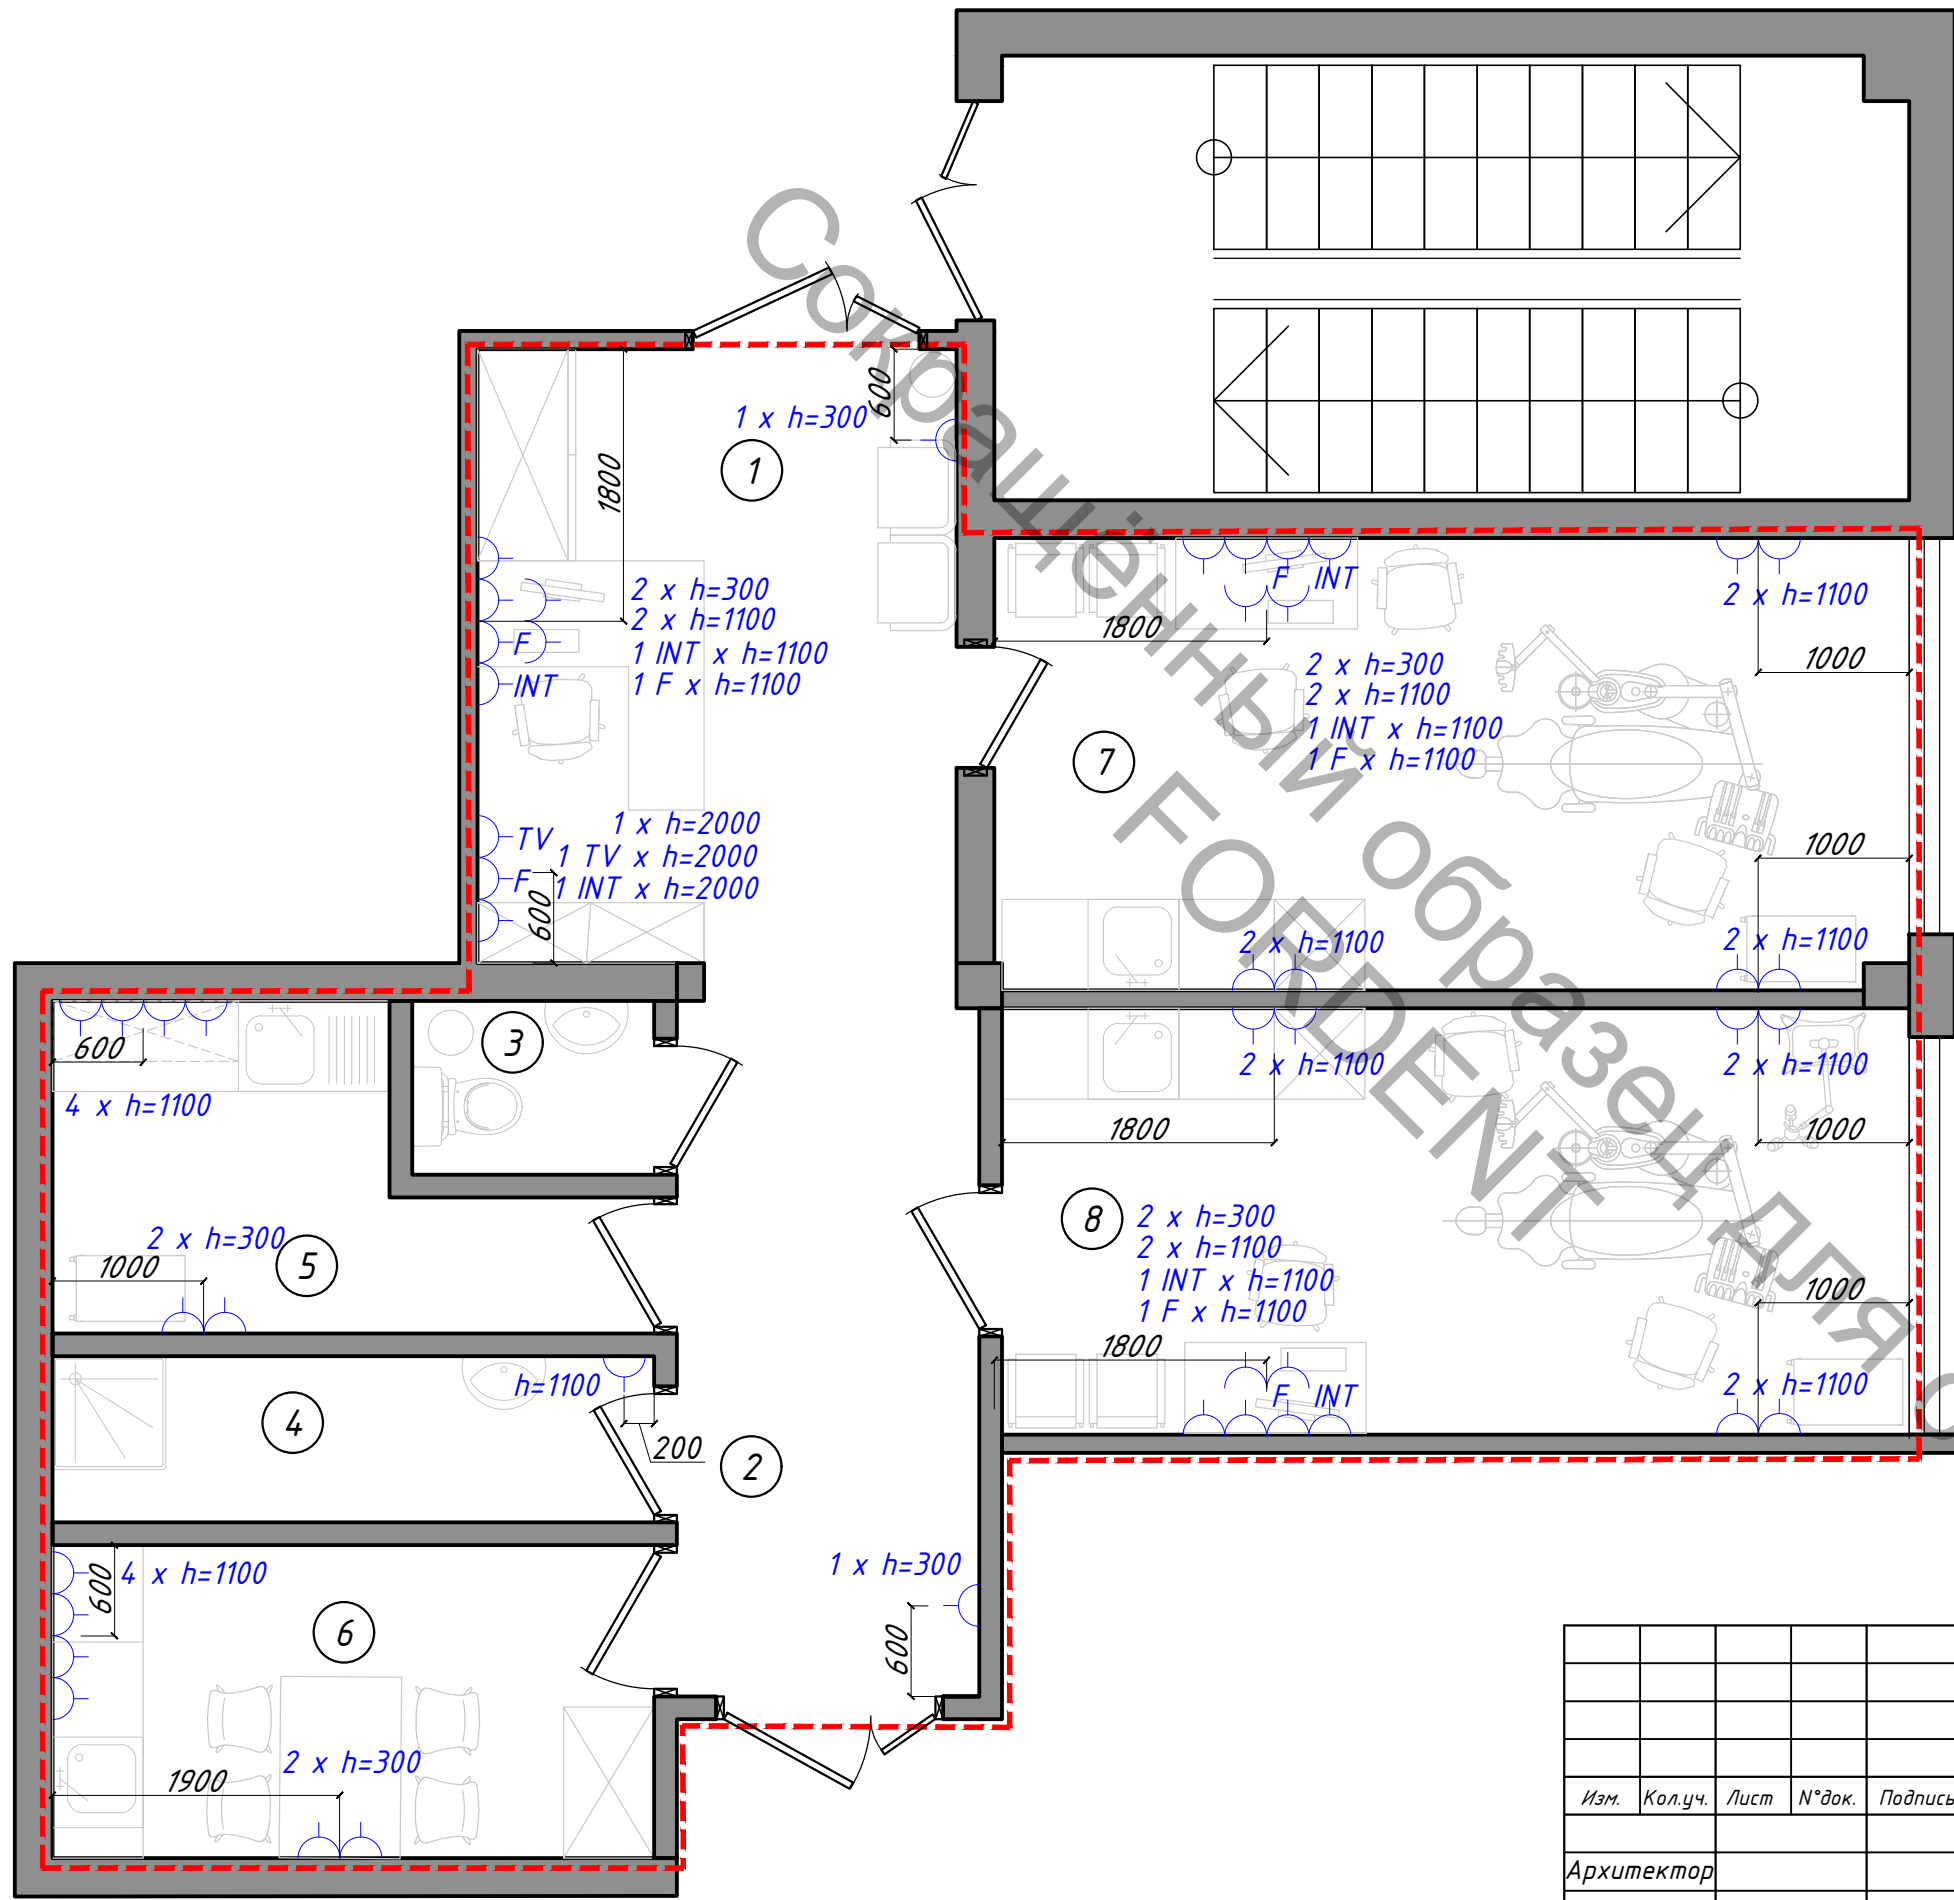 Сокращённый образец для
FORDENT
600
1 x h=300
1
1800
2 x h=300
2 x h=1100
1 INT x h=1100
1 F x h=1100
F
INT
F INT
1800
2 x h=1100
1000
2 x h=300
2 x h=1100
1 INT x h=1100
1 F x h=1100
7
1 x h=2000
TV
1 TV x h=2000
F
1 INT x h=2000
600
1000
2 x h=1100
2 x h=1100
3
600
4 x h=1100
2 x h=1100
2 x h=1100
1800
1000
2 x h=300
1000
5
8
2 x h=300
2 x h=1100
1 INT x h=1100
1 F x h=1100
1000
1800
F INT
2 x h=1100
h=1100
4
200
2
4 x h=1100
600
1 x h=300
6
600
2 x h=300
1900
Изм. Кол.уч. Лист N°док. Подпись
Архитектор